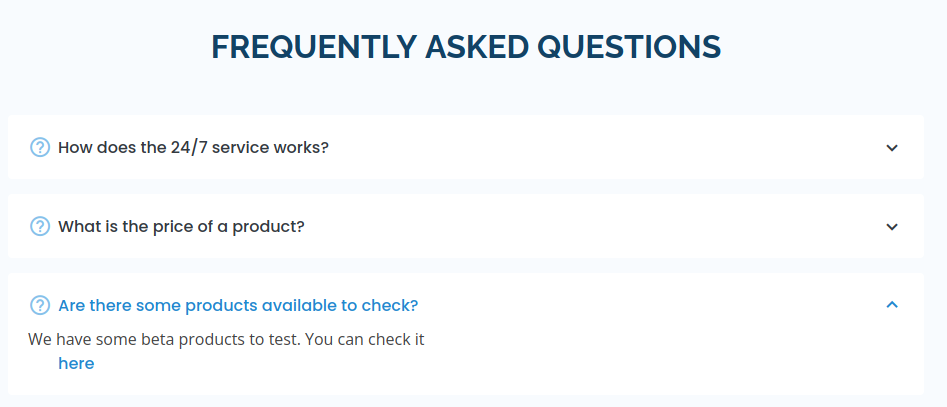 FREQUENTLY ASKED QUESTIONS
How does the 24/7 service works?
What is the price of a product?
Are there some products available to check?
We have some beta products to test. You can check it
here